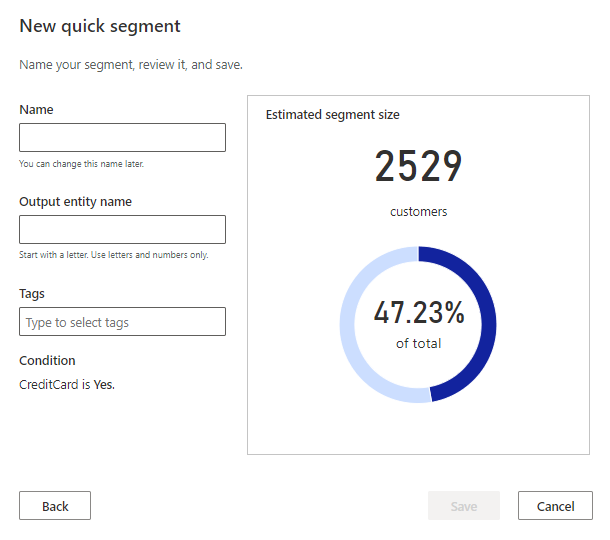 New quick segment
Name your segment, review it, and save.
Name
You can change this name later.
Output entity name
Start with a letter. Use letters and numbers only.
Tags
Type to select tags
Condition
CreditCard is Yes.
Estimated segment size
2529
customers
47.23%
of total
Back
Save
Cancel